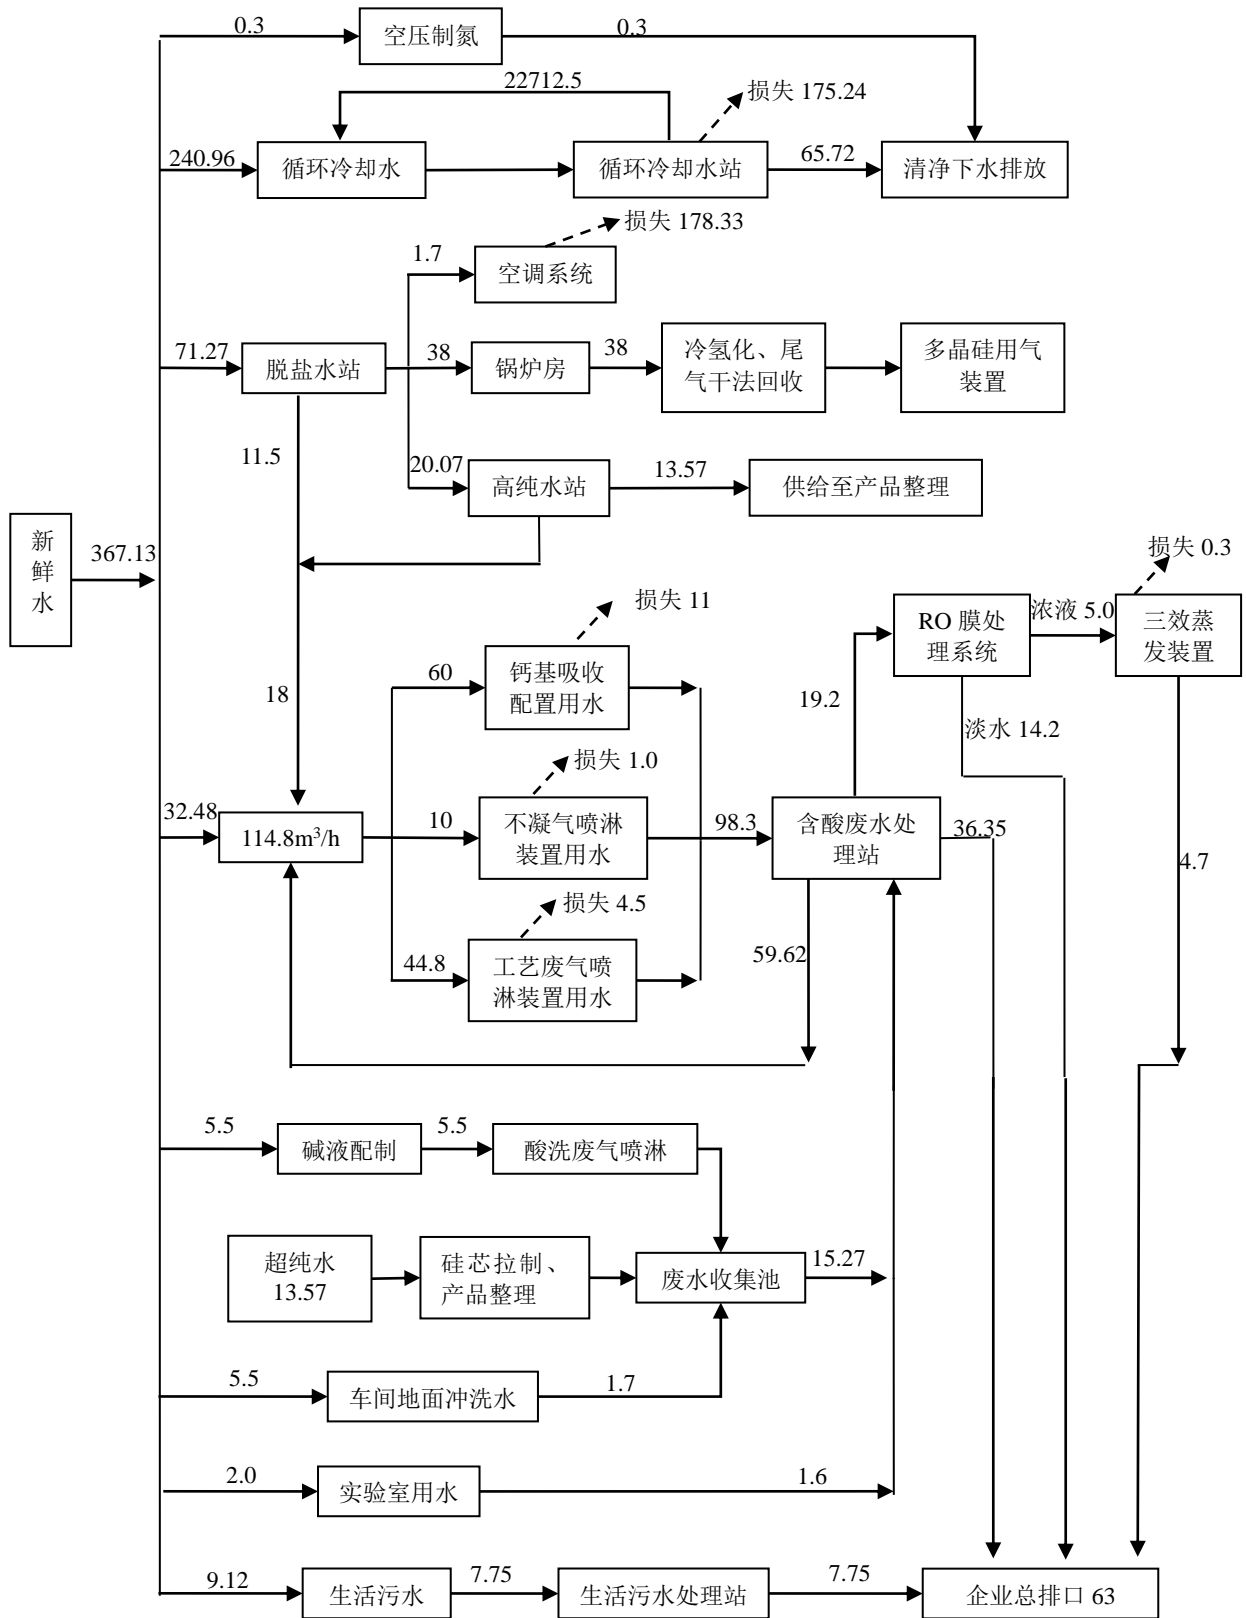 0.3
空压制氮
0.3
22712.5
损失 175.24
240.96
循环冷却水
循环冷却水站
65.72
清净下水排放
损失 178.33
1.7
空调系统
71.27
脱盐水站
38
锅炉房
38
冷氢化、尾
气干法回收
多晶硅用气
装置
11.5
20.07
高纯水站
13.57
供给至产品整理
新
鲜
水
367.13
损失 0.3
损失 11
RO 膜处
理系统
浓液 5.0
三效蒸
发装置
18
60
钙基吸收
配置用水
19.2
淡水 14.2
损失 1.0
32.48
114.8m³/h
10
不凝气喷淋
装置用水
98.3
含酸废水处
理站
36.35
4.7
损失 4.5
44.8
工艺废气喷
淋装置用水
59.62
5.5
碱液配制
5.5
酸洗废气喷淋
超纯水
13.57
硅芯拉制、
产品整理
废水收集池
15.27
5.5
车间地面冲洗水
1.7
2.0
实验室用水
1.6
9.12
生活污水
7.75
生活污水处理站
7.75
企业总排口 63